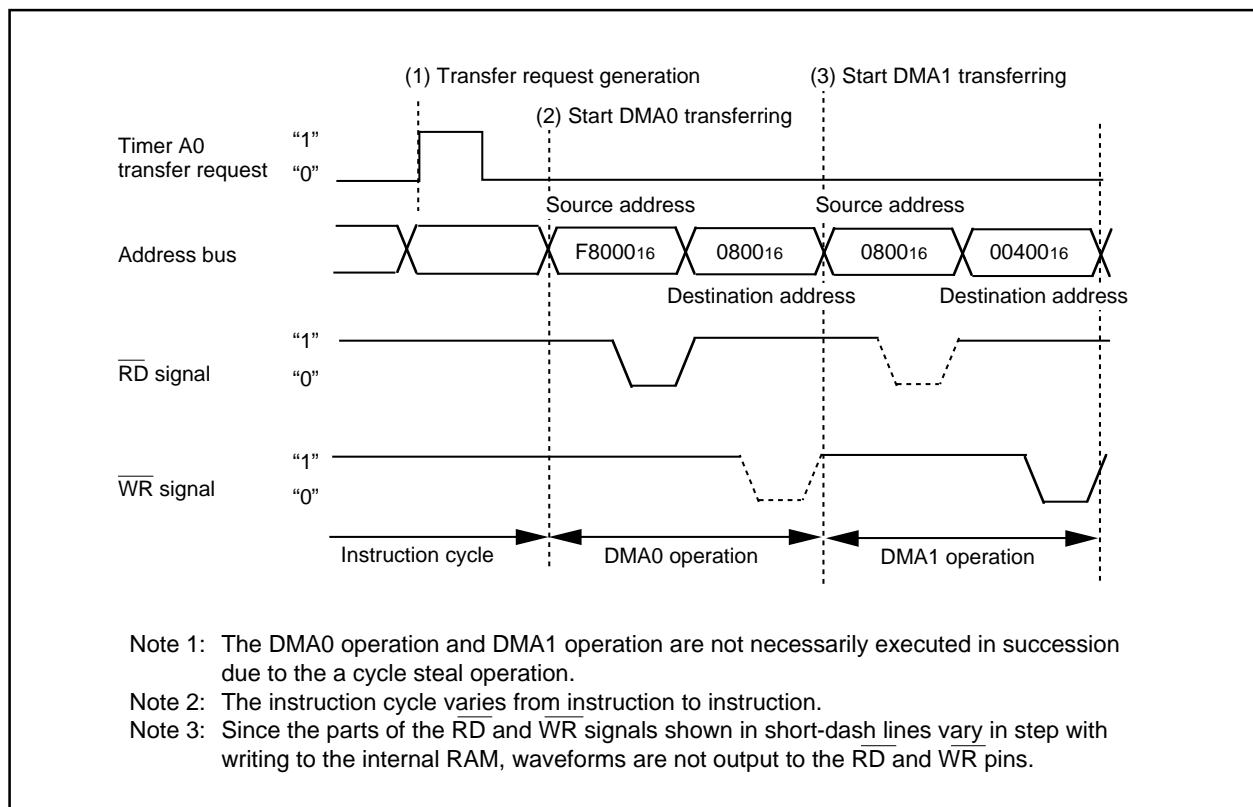 (1) Transfer request generation
(3) Start DMA1 transferring
(2) Start DMA0 transferring
Timer A0
transfer request
“1”
“0”
Source address
Source address
Address bus
F800016
080016
080016
0040016
Destination address
Destination address
RD signal
“1”
“0”
WR signal
“1”
“0”
Instruction cycle
DMA0 operation
DMA1 operation
Note 1: The DMA0 operation and DMA1 operation are not necessarily executed in succession
due to the a cycle steal operation.
Note 2: The instruction cycle varies from instruction to instruction.
Note 3: Since the parts of the RD and WR signals shown in short-dash lines vary in step with
writing to the internal RAM, waveforms are not output to the RD and WR pins.